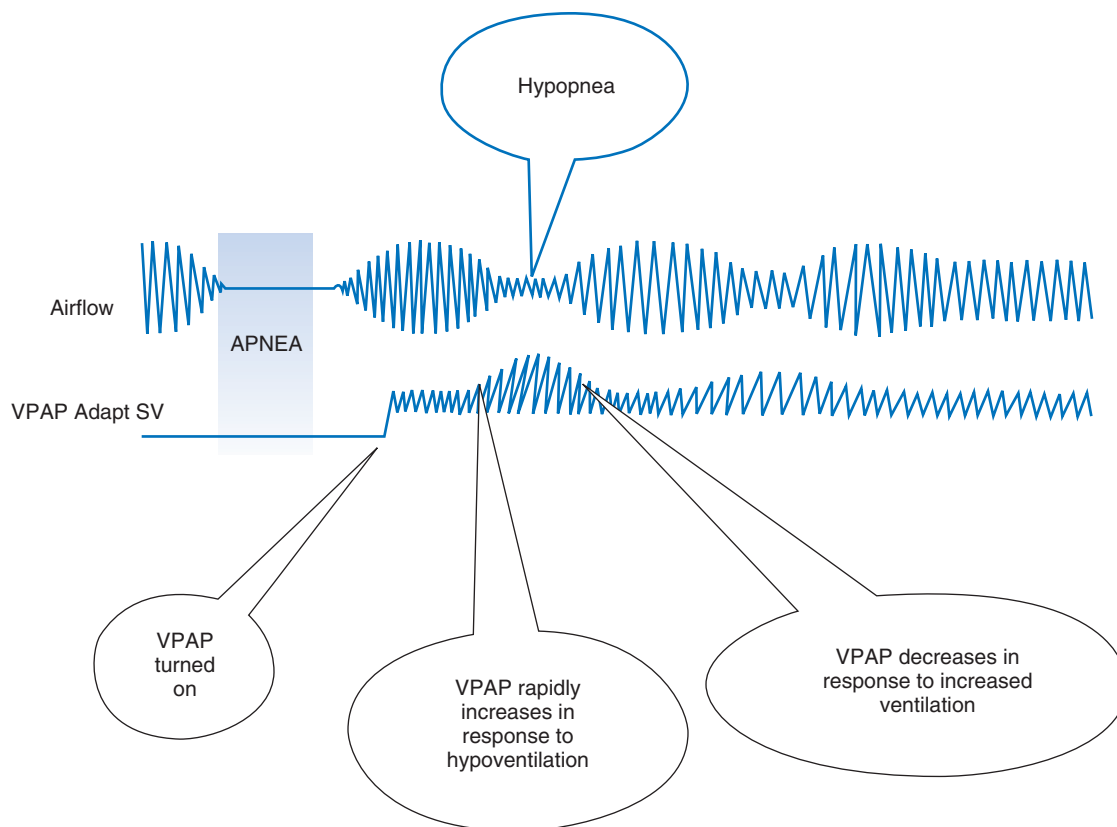 Hypopnea
Airflow
APNEA
VPAP Adapt SV
VPAP
turned
on
VPAP rapidly
increases in
response to
hypoventilation
VPAP decreases in
response to increased
ventilation